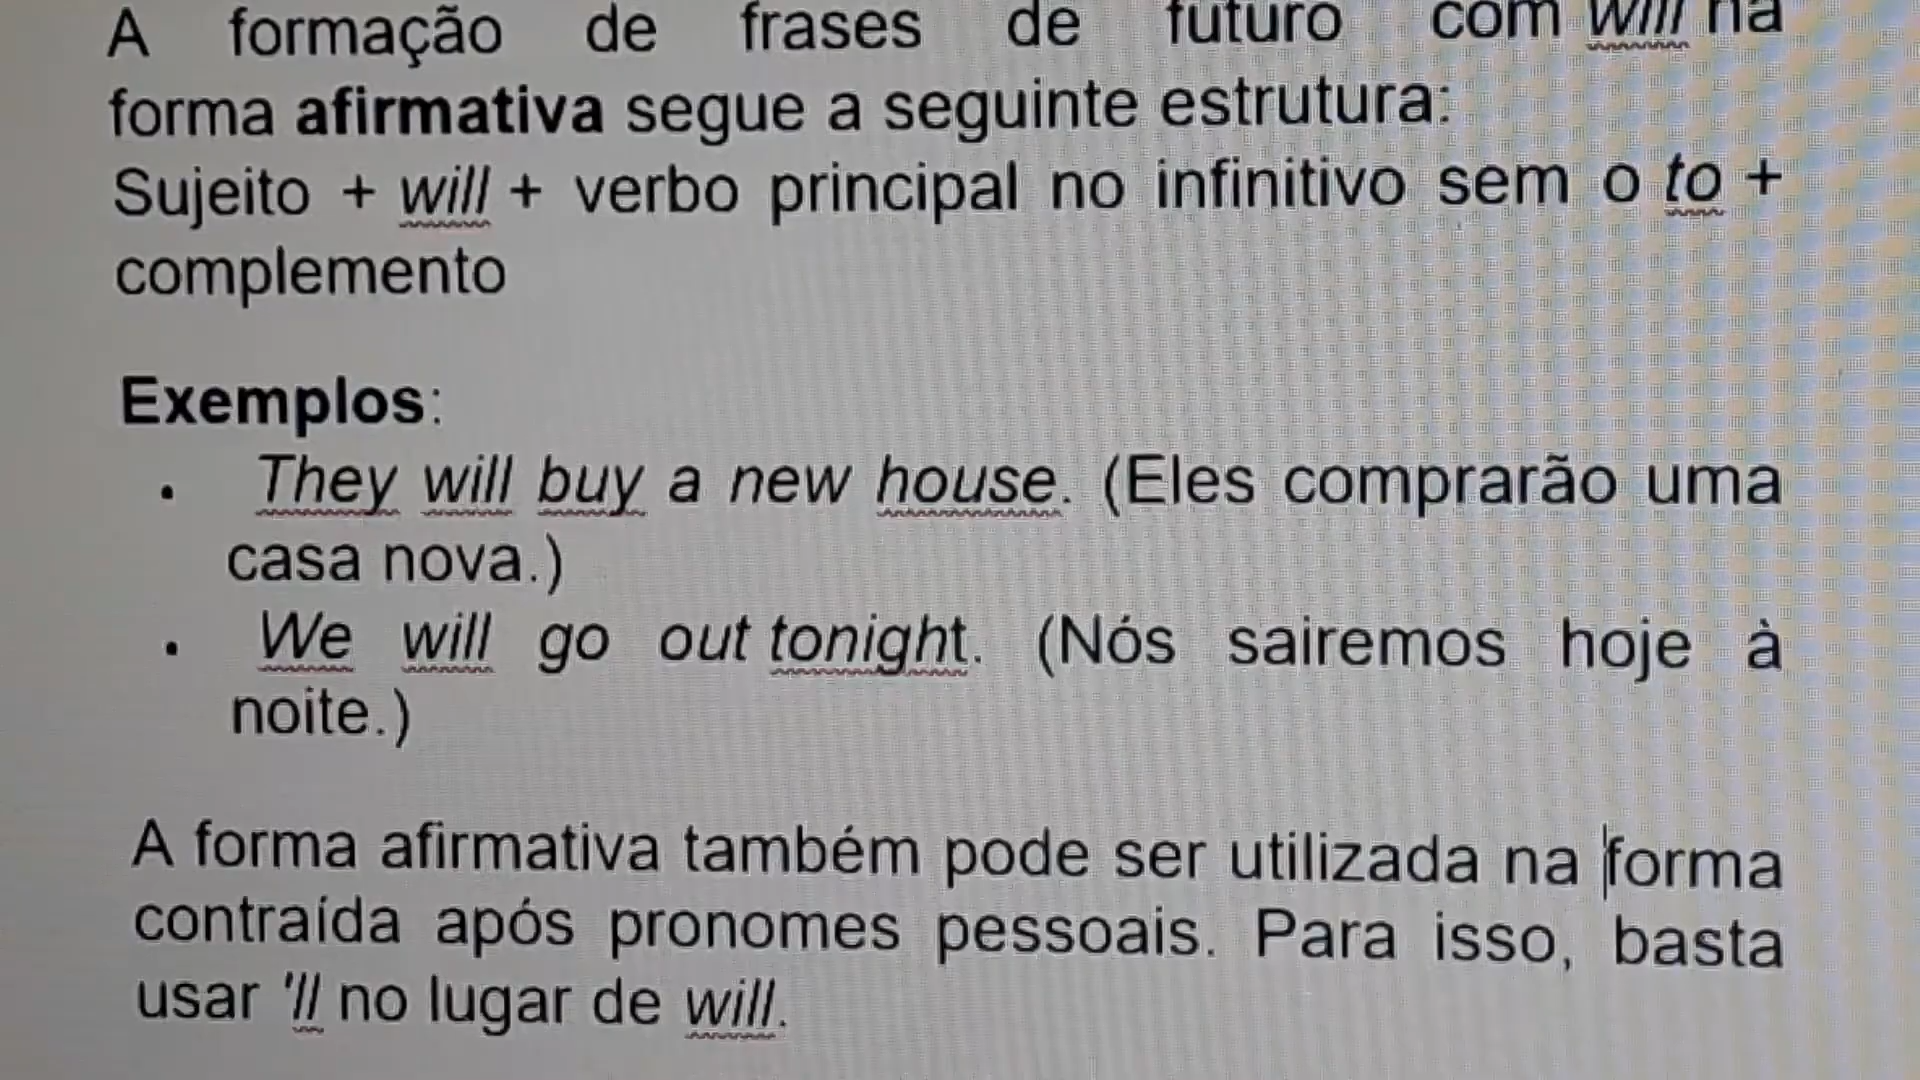 A formação de frases de futuro com will na
forma afirmativa segue a seguinte estrutura:
Sujeito + will + verbo principal no infinitivo sem o to +
complemento
Exemplos:
• They will buy a new house. (Eles comprarão uma
casa nova.)
• We will go out tonight. (Nós sairemos hoje à
noite.)
A forma afirmativa também pode ser utilizada na forma
contraída após pronomes pessoais. Para isso, basta
usar 'll no lugar de will.